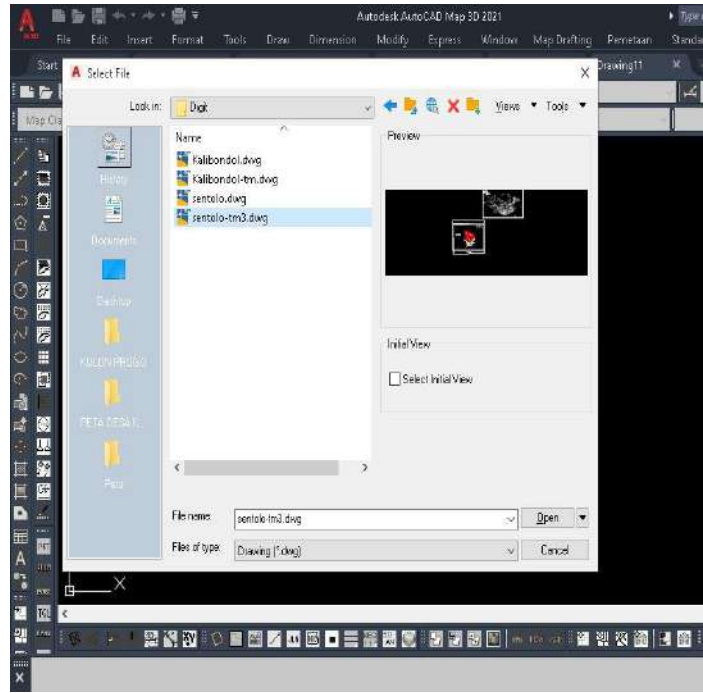 Autodesk AutoCAD Map 3D 2021
File Edit Insert Format Tools Draw Dimension Modify Express Window Map Drafting Pemetaan
Start
Drawing11
Select File
Look in: Digit
Views Tools
History
Documents
Desktop
KULON PROGO
PETA DESA
Peta
Name
Kalibondol.dwg
Kalibondol-tm.dwg
sentolo.dwg
sentolo-tm3.dwg
Preview
Initial View
Select Initial View
File name: sentolo-tm3.dwg Open
Files of type: Drawing (*.dwg) Cancel
X